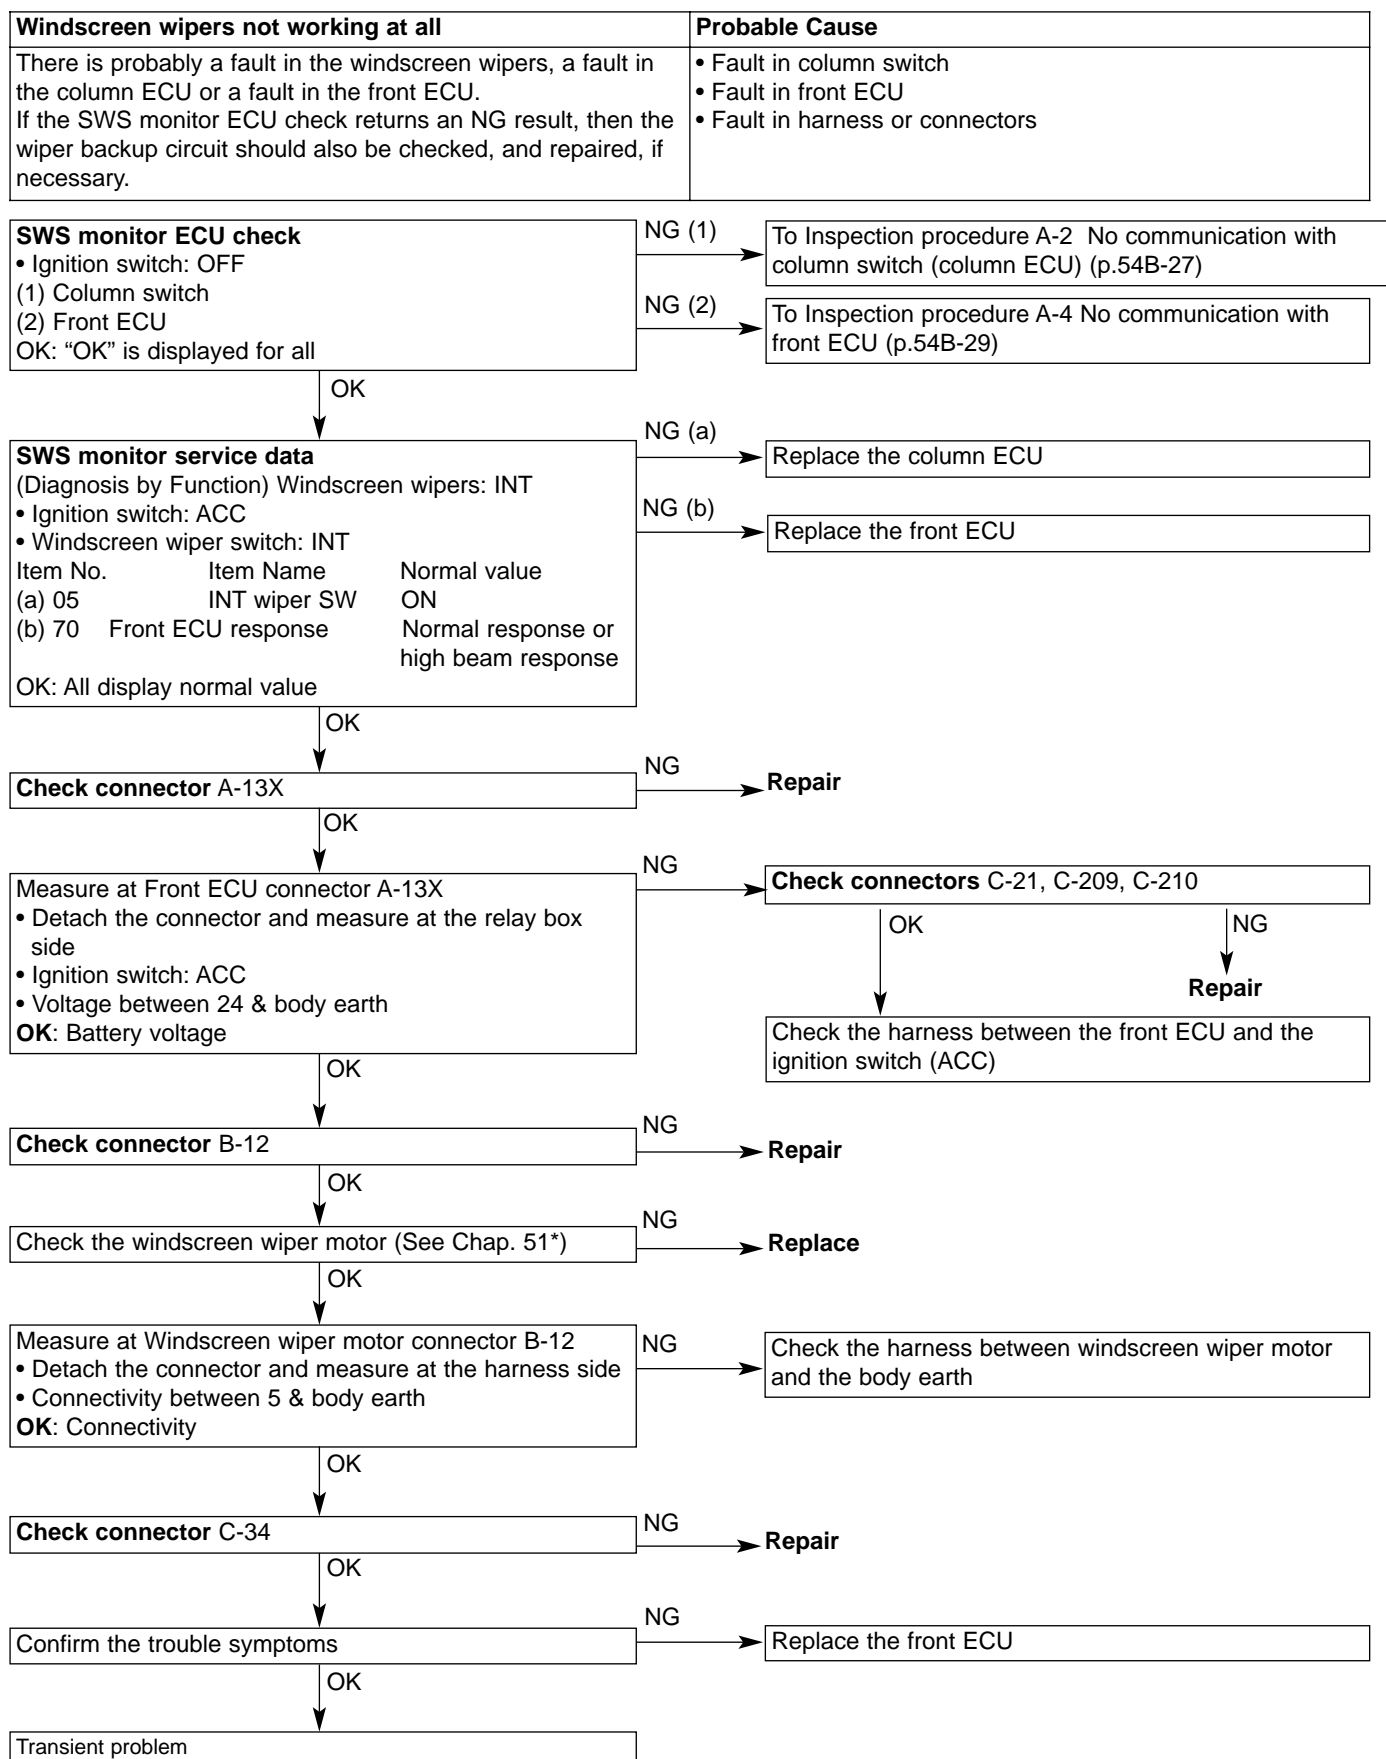 Windscreen wipers not working at all
Probable Cause
There is probably a fault in the windscreen wipers, a fault in
the column ECU or a fault in the front ECU.
If the SWS monitor ECU check returns an NG result, then the
wiper backup circuit should also be checked, and repaired, if
necessary.
• Fault in column switch
• Fault in front ECU
• Fault in harness or connectors
SWS monitor ECU check
• Ignition switch: OFF
(1) Column switch
(2) Front ECU
OK: “OK” is displayed for all
NG (1)
To Inspection procedure A-2 No communication with
column switch (column ECU) (p.54B-27)
NG (2)
To Inspection procedure A-4 No communication with
front ECU (p.54B-29)
OK
SWS monitor service data
(Diagnosis by Function) Windscreen wipers: INT
• Ignition switch: ACC
• Windscreen wiper switch: INT
Item No. Item Name Normal value
(a) 05 INT wiper SW ON
(b) 70 Front ECU response Normal response or
high beam response
OK: All display normal value
NG (a)
Replace the column ECU
NG (b)
Replace the front ECU
OK
Check connector A-13X
NG
Repair
OK
Measure at Front ECU connector A-13X
• Detach the connector and measure at the relay box
side
• Ignition switch: ACC
• Voltage between 24 & body earth
OK: Battery voltage
NG
Check connectors C-21, C-209, C-210
OK
NG
Repair
Check the harness between the front ECU and the
ignition switch (ACC)
OK
Check connector B-12
NG
Repair
OK
Check the windscreen wiper motor (See Chap. 51*)
NG
Replace
OK
Measure at Windscreen wiper motor connector B-12
• Detach the connector and measure at the harness side
• Connectivity between 5 & body earth
OK: Connectivity
NG
Check the harness between windscreen wiper motor
and the body earth
OK
Check connector C-34
NG
Repair
OK
Confirm the trouble symptoms
NG
Replace the front ECU
OK
Transient problem